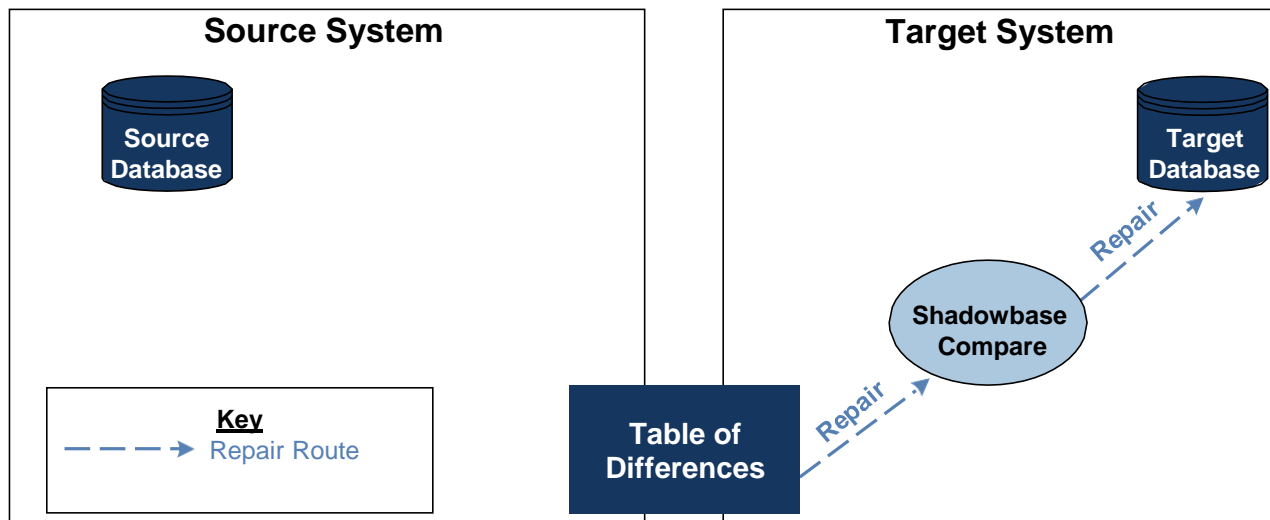 Source System
Target System
Source
Database
Target
Database
Repair
Shadowbase
Compare
Repair
Key
Repair Route
Table of
Differences